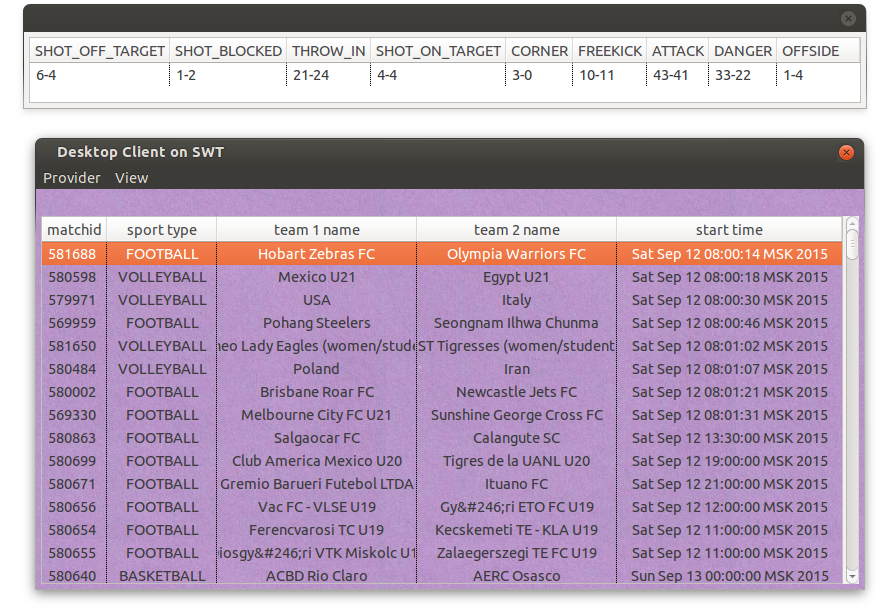 SHOT_OFF_TARGET SHOT_BLOCKED THROW_IN SHOT_ON_TARGET CORNER FREEKICK ATTACK DANGER OFFSIDE
6-4 1-2 21-24 4-4 3-0 10-11 43-41 33-22 1-4
Desktop Client on SWT
Provider View
matchid sport type team 1 name team 2 name start time
581688 FOOTBALL Hobart Zebras FC Olympia Warriors FC Sat Sep 12 08:00:14 MSK 2015
580598 VOLLEYBALL Mexico U21 Egypt U21 Sat Sep 12 08:00:18 MSK 2015
579971 VOLLEYBALL USA Italy Sat Sep 12 08:00:30 MSK 2015
569959 FOOTBALL Pohang Steelers Seongnam Ilhwa Chunma Sat Sep 12 08:00:46 MSK 2015
581650 VOLLEYBALL neo Lady Eagles (women/stude ST Tigresses (women/student Sat Sep 12 08:01:02 MSK 2015
580484 VOLLEYBALL Poland Iran Sat Sep 12 08:01:07 MSK 2015
580002 FOOTBALL Brisbane Roar FC Newcastle Jets FC Sat Sep 12 08:01:21 MSK 2015
569330 FOOTBALL Melbourne City FC U21 Sunshine George Cross FC Sat Sep 12 08:01:31 MSK 2015
580863 FOOTBALL Salgaocar FC Calangute SC Sat Sep 12 13:30:00 MSK 2015
580699 FOOTBALL Club America Mexico U20 Tigres de la UANL U20 Sat Sep 12 19:00:00 MSK 2015
580671 FOOTBALL Gremio Barueri Futebol LTDA Ituano FC Sat Sep 12 21:00:00 MSK 2015
580656 FOOTBALL Vac FC - VLSE U19 Gy&#246;ri ETO FC U19 Sat Sep 12 12:00:00 MSK 2015
580654 FOOTBALL Ferencvarosi TC U19 Kecskemeti TE - KLA U19 Sat Sep 12 11:00:00 MSK 2015
580655 FOOTBALL iosgy&#246;ri VTK Miskolc U1 Zalaegerszegi TE FC U19 Sat Sep 12 11:00:00 MSK 2015
580640 BASKETBALL ACBD Rio Claro AERC Osasco Sun Sep 13 00:00:00 MSK 2015